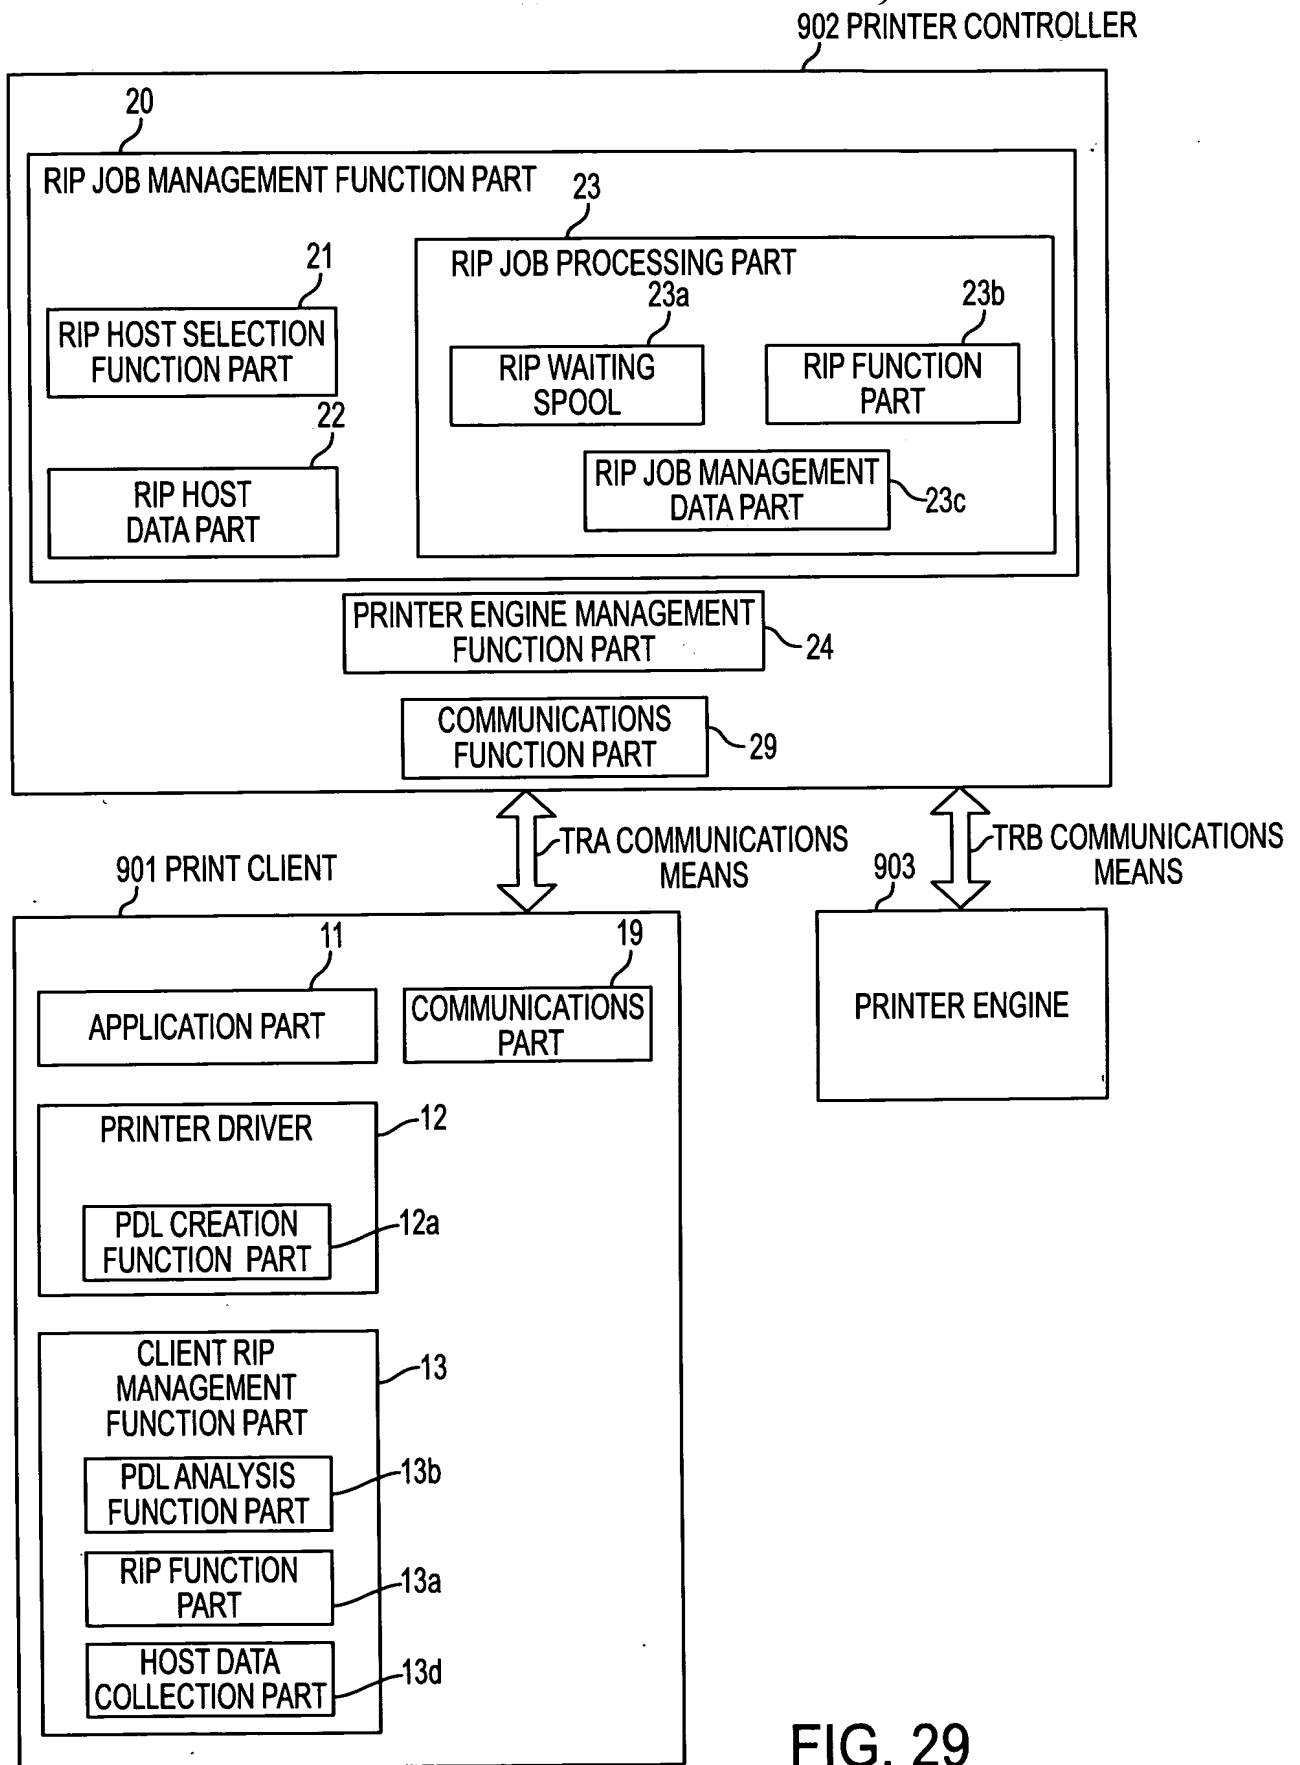 902 PRINTER CONTROLLER
20
RIP JOB MANAGEMENT FUNCTION PART
23
RIP JOB PROCESSING PART
21
RIP HOST SELECTION
FUNCTION PART
23a
RIP WAITING
SPOOL
23b
RIP FUNCTION
PART
22
RIP HOST
DATA PART
RIP JOB MANAGEMENT
DATA PART
23c
PRINTER ENGINE MANAGEMENT
FUNCTION PART
24
COMMUNICATIONS
FUNCTION PART
29
TRA COMMUNICATIONS
MEANS
TRB COMMUNICATIONS
MEANS
901 PRINT CLIENT
903
11
APPLICATION PART
19
COMMUNICATIONS
PART
PRINTER ENGINE
PRINTER DRIVER
12
PDL CREATION
FUNCTION PART
12a
CLIENT RIP
MANAGEMENT
FUNCTION PART
13
PDL ANALYSIS
FUNCTION PART
13b
RIP FUNCTION
PART
13a
HOST DATA
COLLECTION PART
13d
FIG. 29